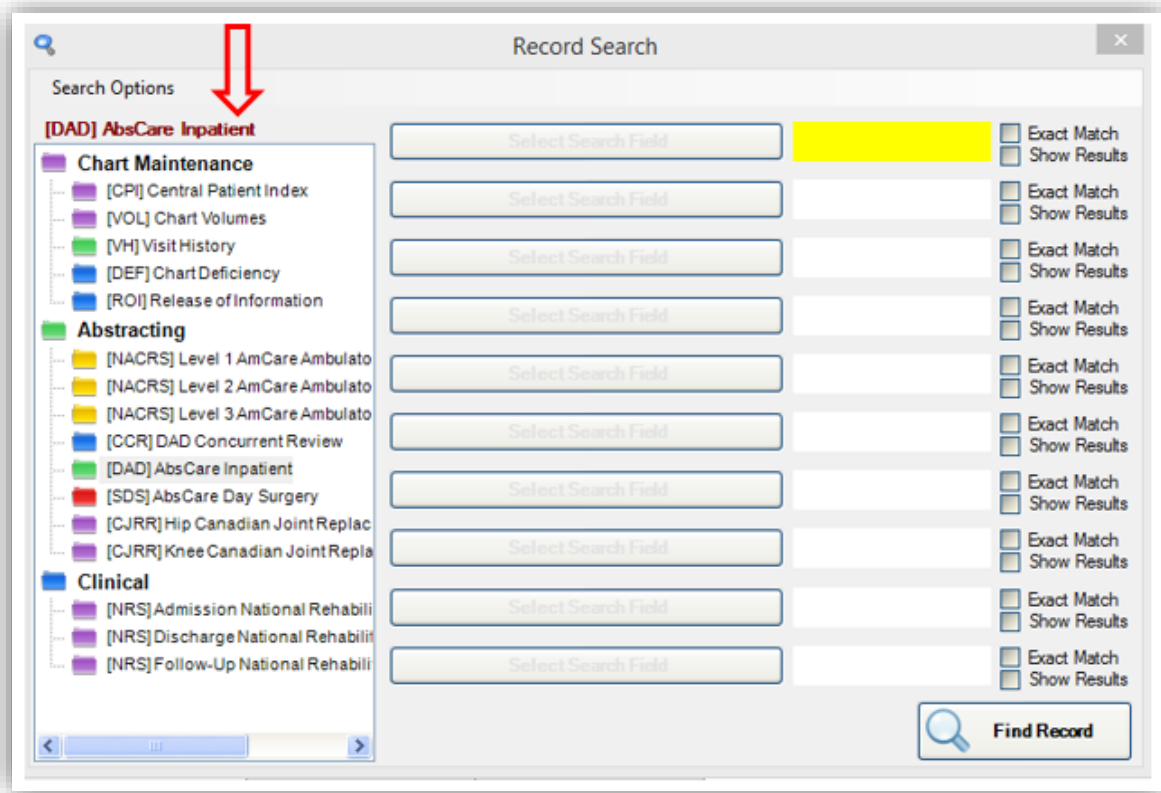 Record Search
Search Options
[DAD] AbsCare Inpatient
Chart Maintenance
[CPI] Central Patient Index
[VOL] Chart Volumes
[VH] Visit History
[DEF] Chart Deficiency
[ROI] Release of Information
Abstracting
[NACRS] Level 1 AmCare Ambulato
[NACRS] Level 2 AmCare Ambulato
[NACRS] Level 3 AmCare Ambulato
[CCR] DAD Concurrent Review
[DAD] AbsCare Inpatient
[SDS] AbsCare Day Surgery
[CJRR] Hip Canadian Joint Replac
[CJRR] Knee Canadian Joint Repla
Clinical
[NRS] Admission National Rehabili
[NRS] Discharge National Rehabilit
[NRS] Follow-Up National Rehabili
Select Search Field
Exact Match
Show Results
Select Search Field
Exact Match
Show Results
Select Search Field
Exact Match
Show Results
Select Search Field
Exact Match
Show Results
Select Search Field
Exact Match
Show Results
Select Search Field
Exact Match
Show Results
Select Search Field
Exact Match
Show Results
Select Search Field
Exact Match
Show Results
Select Search Field
Exact Match
Show Results
Select Search Field
Exact Match
Show Results
Find Record